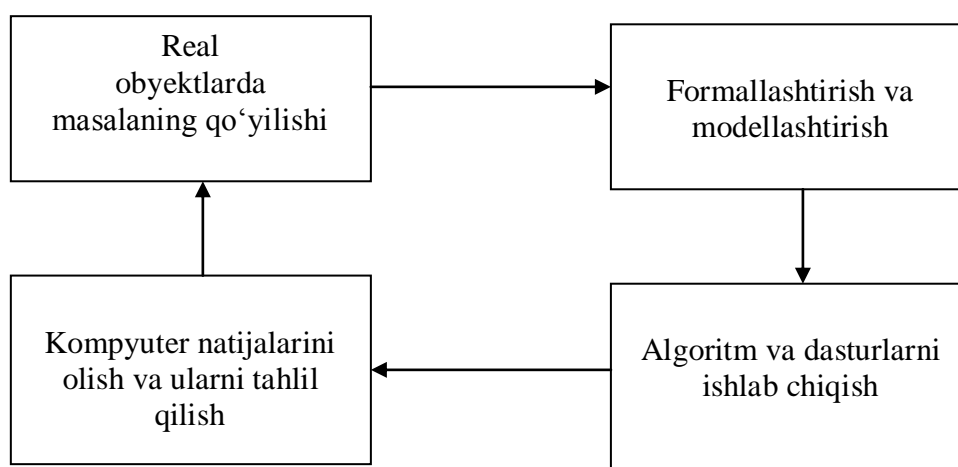 Real
obyektlarda
masalaning qo‘yilishi
Formallashtirish va
modellashtirish
Kompyuter natijalarini
olish va ularni tahlil
qilish
Algoritm va dasturlarni
ishlab chiqish